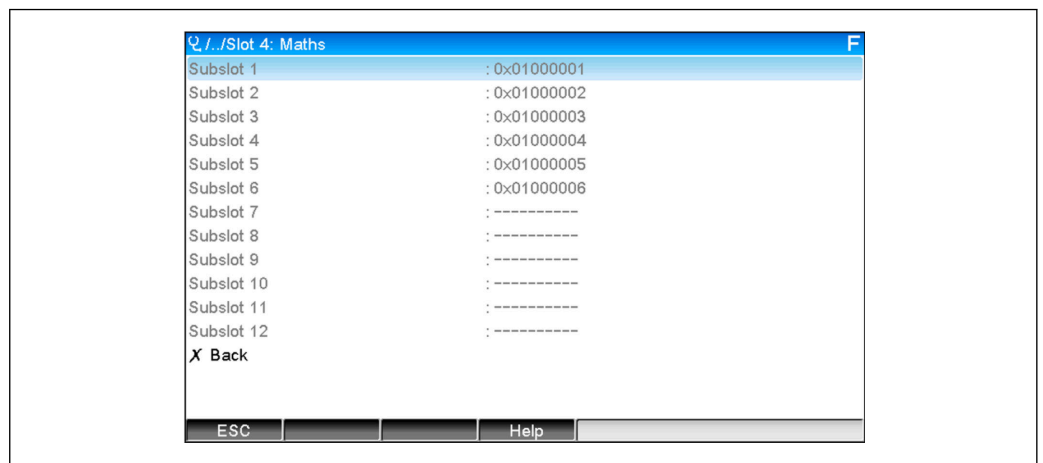 /../Slot 4: Maths F
Subslot 1 : 0x01000001
Subslot 2 : 0x01000002
Subslot 3 : 0x01000003
Subslot 4 : 0x01000004
Subslot 5 : 0x01000005
Subslot 6 : 0x01000006
Subslot 7 : ----------
Subslot 8 : ----------
Subslot 9 : ----------
Subslot 10 : ----------
Subslot 11 : ----------
Subslot 12 : ----------
X Back
ESC Help